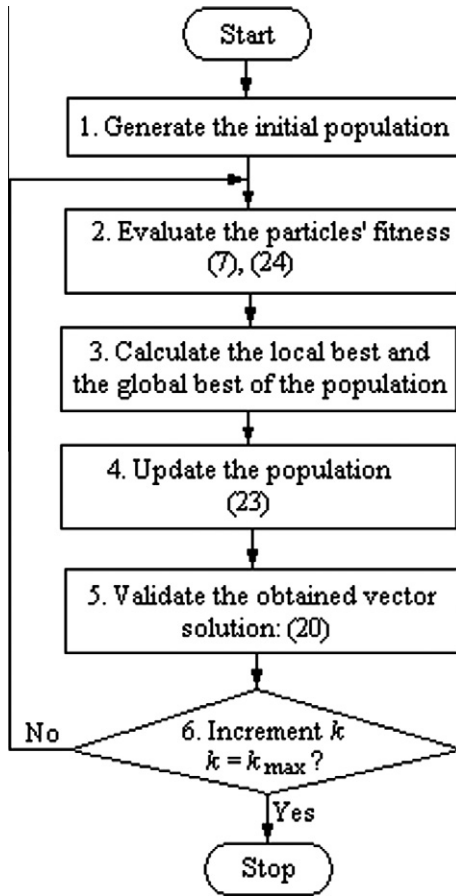 Start
1. Generate the initial population
2. Evaluate the particles' fitness
(7), (24)
3. Calculate the local best and
the global best of the population
4. Update the population
(23)
5. Validate the obtained vector
solution: (20)
No
6. Increment k
k = kmax ?
Yes
Stop